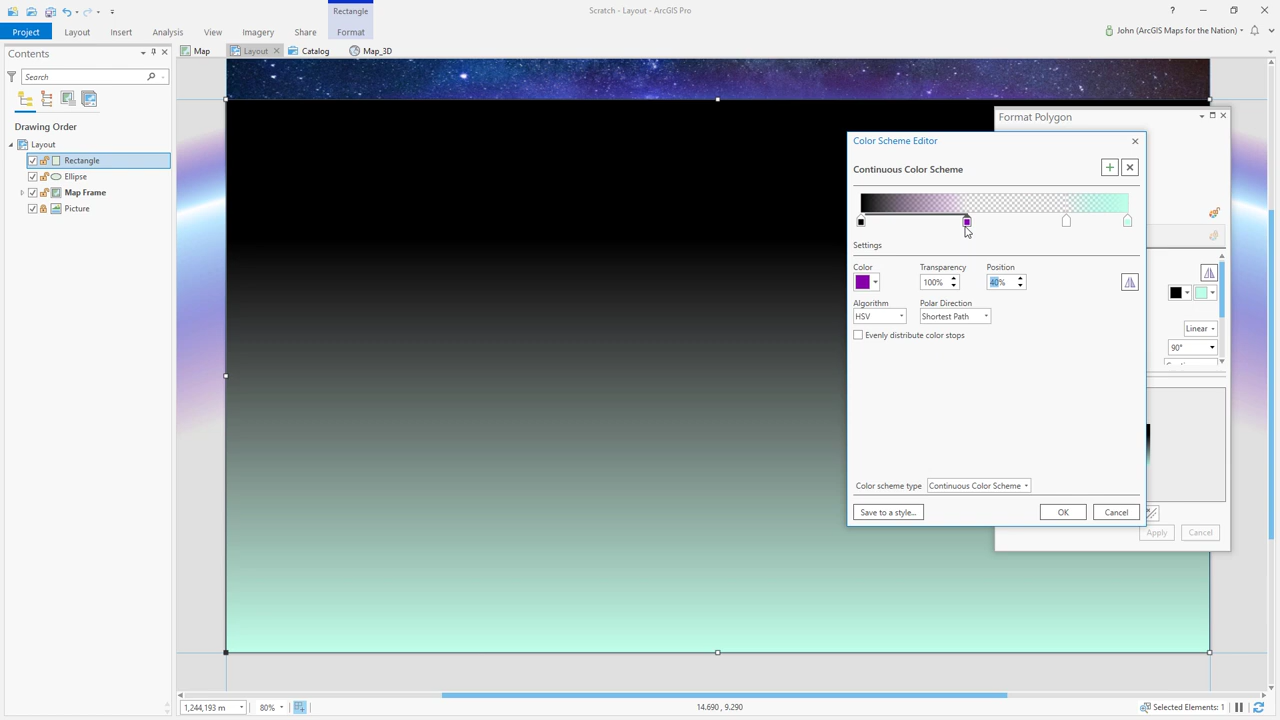 Rectangle
Scratch - Layout - ArcGIS Pro
?
Project
Layout
Insert
Analysis
View
Imagery
Share
Format
John (ArcGIS Maps for the Nation)
Contents
Map
Layout
Catalog
Map_3D
Search
Drawing Order
Layout
Rectangle
Ellipse
Map Frame
Picture
Format Polygon
Color Scheme Editor
Continuous Color Scheme
Settings
Color
Transparency
Position
100%
40%
Algorithm
Polar Direction
HSV
Shortest Path
Evenly distribute color stops
Linear
90°
Color scheme type
Continuous Color Scheme
Save to a style...
OK
Cancel
Apply
Cancel
1,244,193 m
80%
14.690 , 9.290
Selected Elements: 1